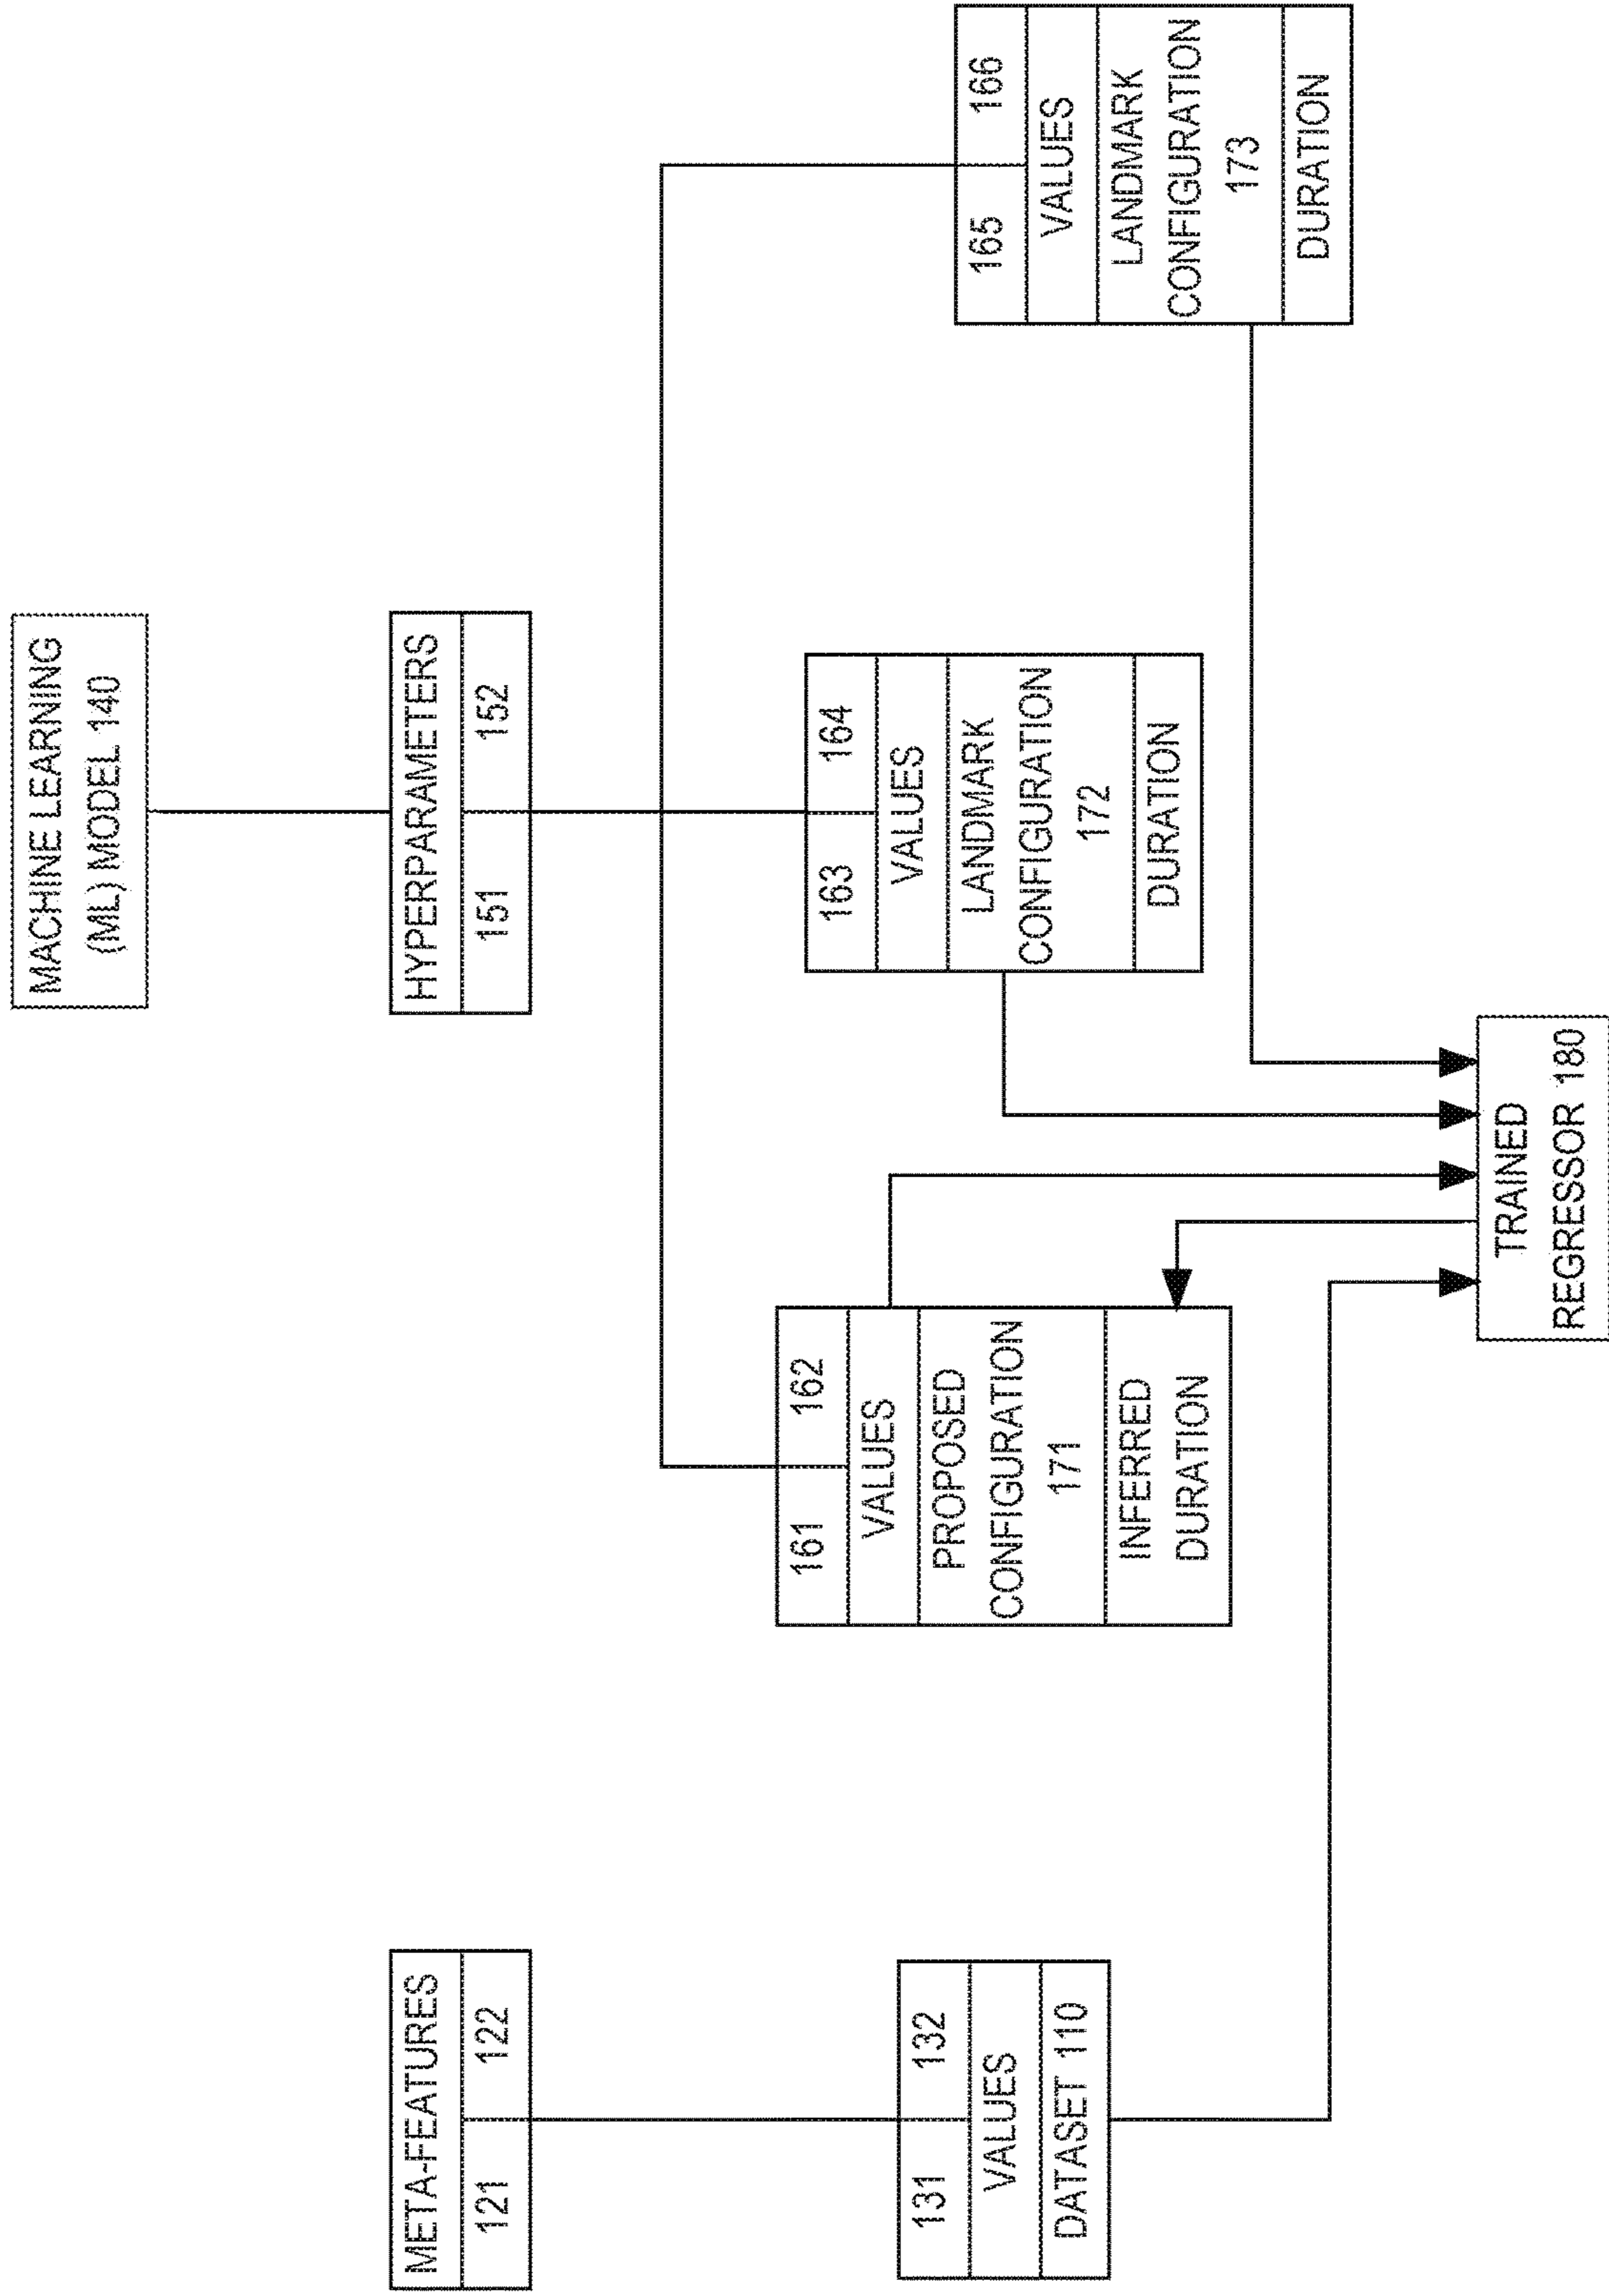 MACHINE LEARNING
(ML) MODEL 140
META-FEATURES
121 122
HYPERPARAMETERS
151 152
131 132
VALUES
DATASET 110
161 162
VALUES
PROPOSED
CONFIGURATION
171
INFERRED
DURATION
163 164
VALUES
LANDMARK
CONFIGURATION
172
DURATION
165 166
VALUES
LANDMARK
CONFIGURATION
173
DURATION
TRAINED
REGRESSOR 180